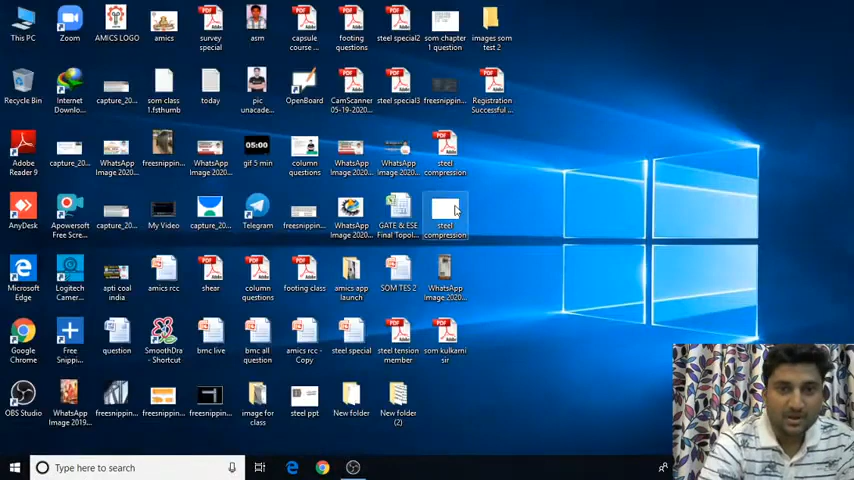 This PC
Zoom
AMICS LOGO
amics
survey
special
asm
capsule
course ...
footing
questions
steel special2
som chapter
1 question
images som
test 2
Recycle Bin
Internet
Downlo...
capture_20...
som class
1.fsthumb
today
pic
unacade...
OpenBoard
CamScanner
05-19-2020...
steel special3
freesnippin...
Registration
Successful ...
Adobe
Reader 9
capture_20...
WhatsApp
Image 2020...
freesnippin...
WhatsApp
Image 2020...
05:00
gif 5 min
column
questions
WhatsApp
Image 2020...
WhatsApp
Image 2020...
steel
compression
AnyDesk
Apowersoft
Free Scre...
capture_20...
My Video
capture_20...
Telegram
freesnippin...
WhatsApp
Image 2020...
GATE & ESE
Final Topol...
steel
compression
Microsoft
Edge
Logitech
Camer...
apti coal
india
amics rcc
shear
column
questions
footing class
amics app
launch
SOM TES 2
WhatsApp
Image 2020...
Google
Chrome
Free
Snippi...
question
SmoothDra
- Shortcut
bmc live
bmc all
question
amics rcc -
Copy
steel special
steel tension
member
som kulkarni
sir
OBS Studio
WhatsApp
Image 2019...
freesnippin...
freesnippin...
freesnippin...
image for
class
steel ppt
New folder
New folder
(2)
Type here to search